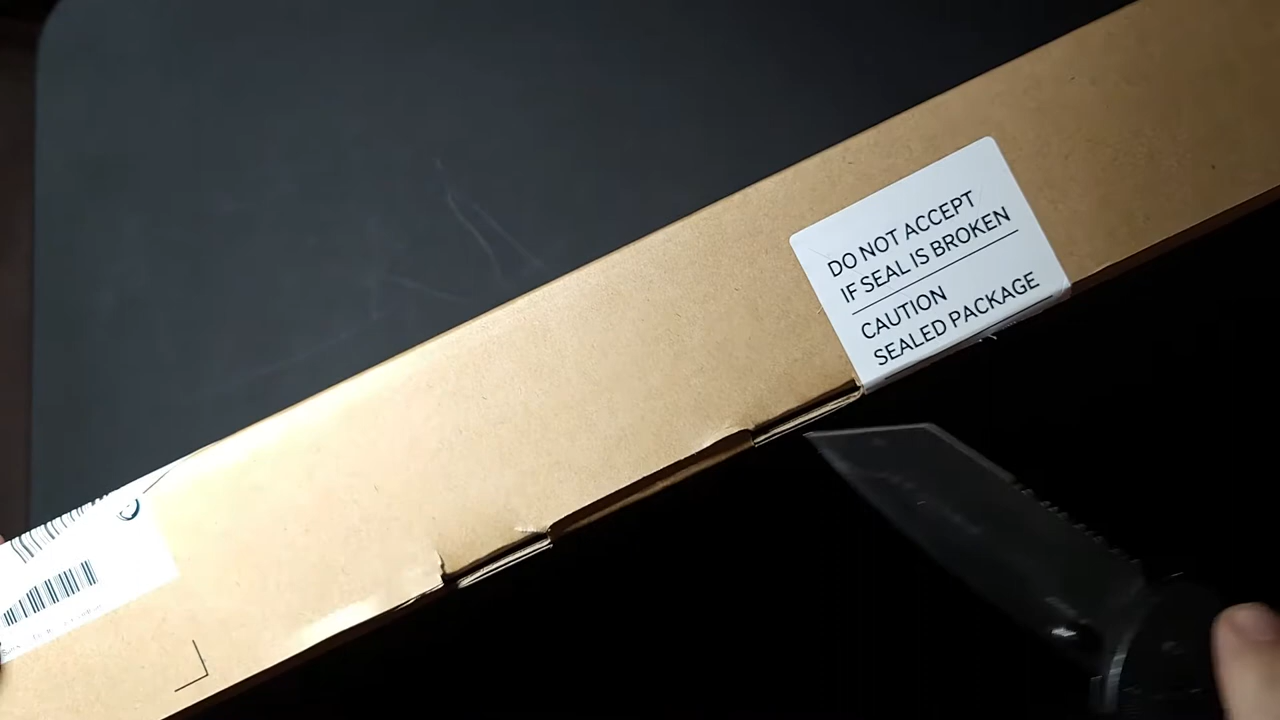 DO NOT ACCEPT
IF SEAL IS BROKEN
CAUTION
SEALED PACKAGE